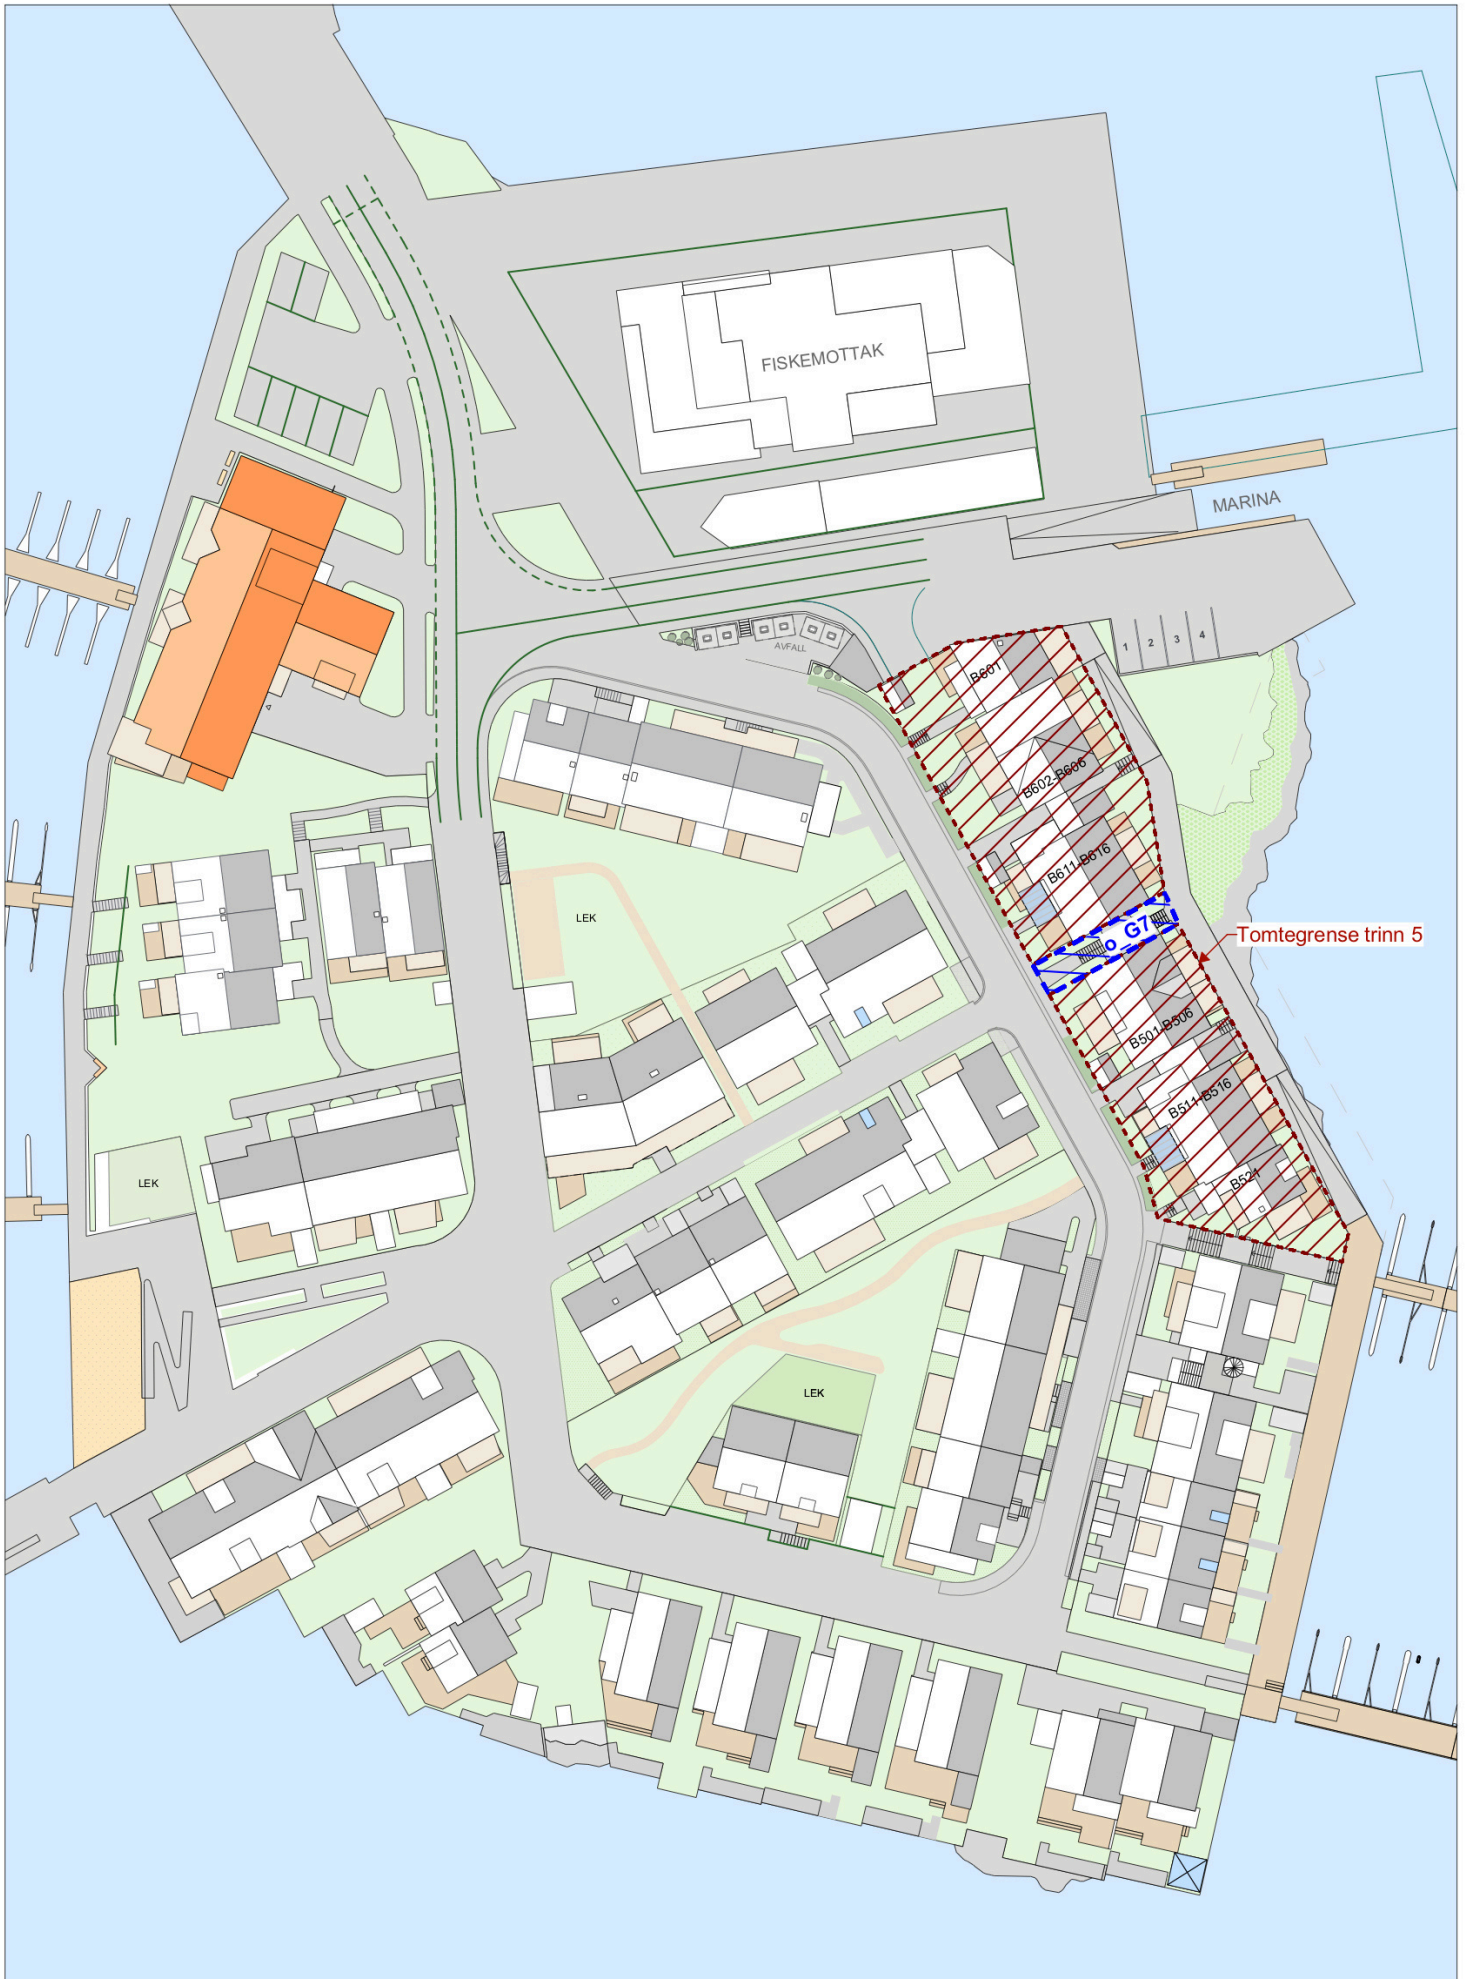 FISKEMOTTAK
MARINA
1 2 3 4
AVFALL
B601
B602-B606
B611-B616
LEK
o_G7
Tomtegrense trinn 5
B501-B506
B511-B516
B521
LEK
LEK